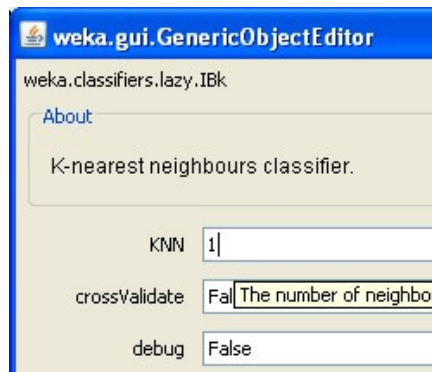 weka.gui.GenericObjectEditor
weka.classifiers.lazy.IBk
About
K-nearest neighbours classifier.
KNN 1
crossValidate Fal The number of neighbo
debug False